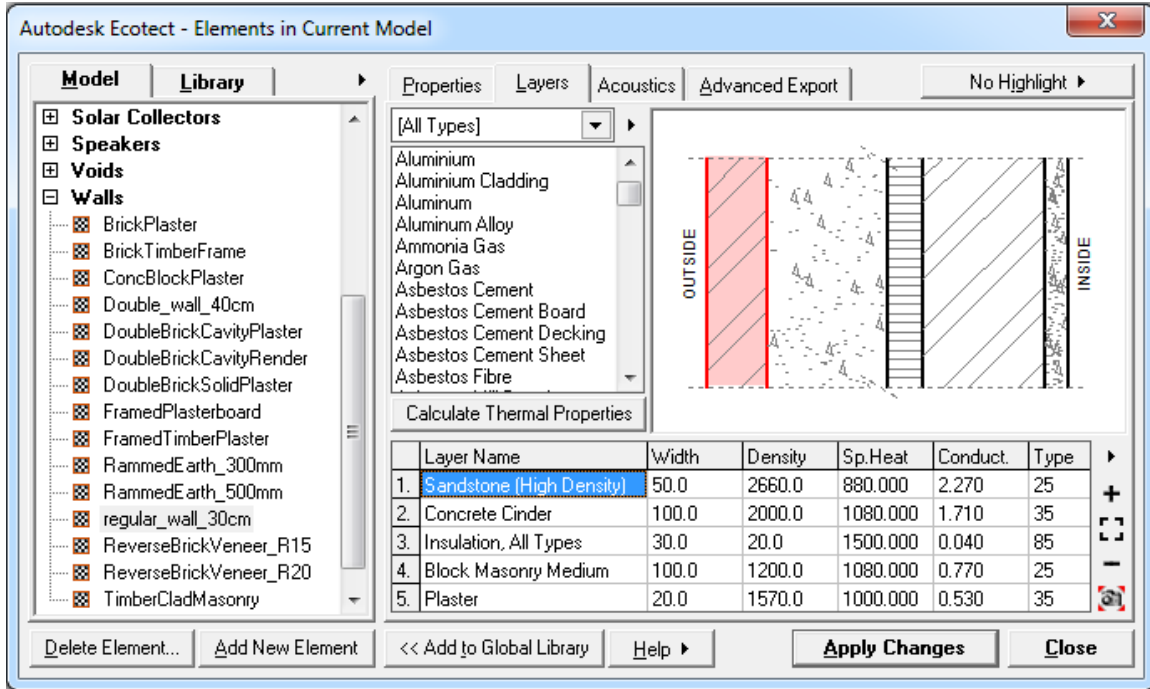 Autodesk Ecotect - Elements in Current Model
Model
Library
Solar Collectors
Speakers
Voids
Walls
BrickPlaster
BrickTimberFrame
ConcBlockPlaster
Double_wall_40cm
DoubleBrickCavityPlaster
DoubleBrickCavityRender
DoubleBrickSolidPlaster
FramedPlasterboard
FramedTimberPlaster
RammedEarth_300mm
RammedEarth_500mm
regular_wall_30cm
ReverseBrickVeneer_R15
ReverseBrickVeneer_R20
TimberCladMasonry
Delete Element...
Add New Element
Properties
Layers
Acoustics
Advanced Export
No Highlight
[All Types]
Aluminium
Aluminium Cladding
Aluminum
Aluminum Alloy
Ammonia Gas
Argon Gas
Asbestos Cement
Asbestos Cement Board
Asbestos Cement Decking
Asbestos Cement Sheet
Asbestos Fibre
Calculate Thermal Properties
OUTSIDE
INSIDE
Layer Name Width Density Sp.Heat Conduct. Type
1. Sandstone (High Density) 50.0 2660.0 880.000 2.270 25
2. Concrete Cinder 100.0 2000.0 1080.000 1.710 35
3. Insulation, All Types 30.0 20.0 1500.000 0.040 85
4. Block Masonry Medium 100.0 1200.0 1080.000 0.770 25
5. Plaster 20.0 1570.0 1000.000 0.530 35
<< Add to Global Library
Help
Apply Changes
Close